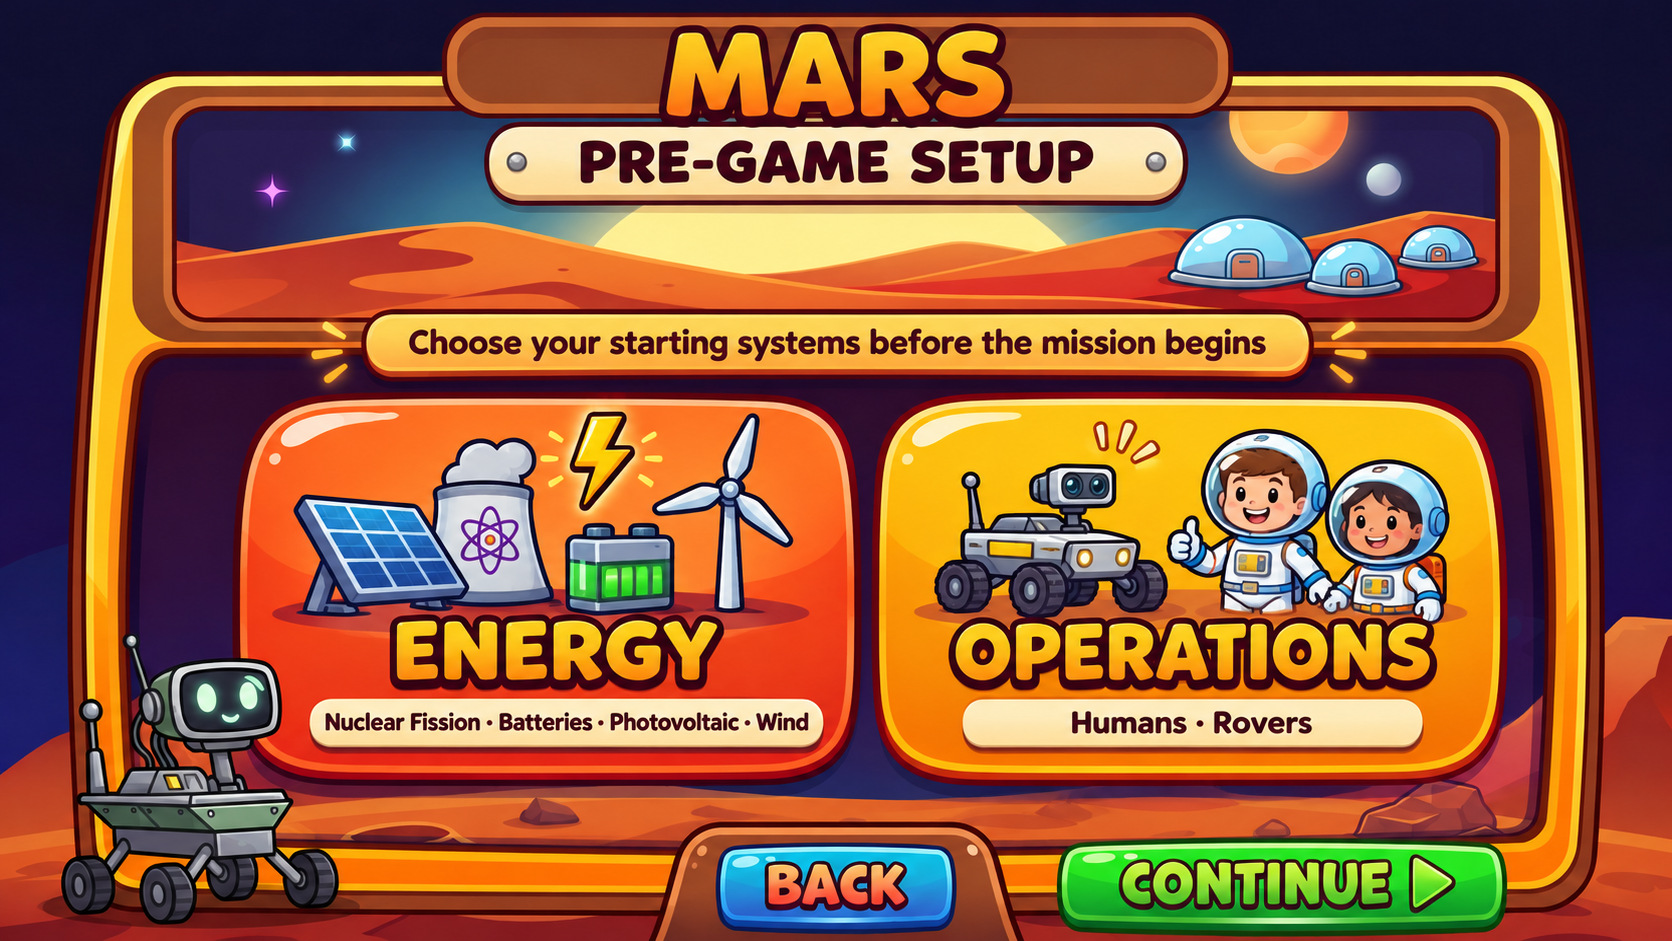 MARS
PRE-GAME SETUP
Choose your starting systems before the mission begins
ENERGY
Nuclear Fission · Batteries · Photovoltaic · Wind
OPERATIONS
Humans · Rovers
BACK
CONTINUE